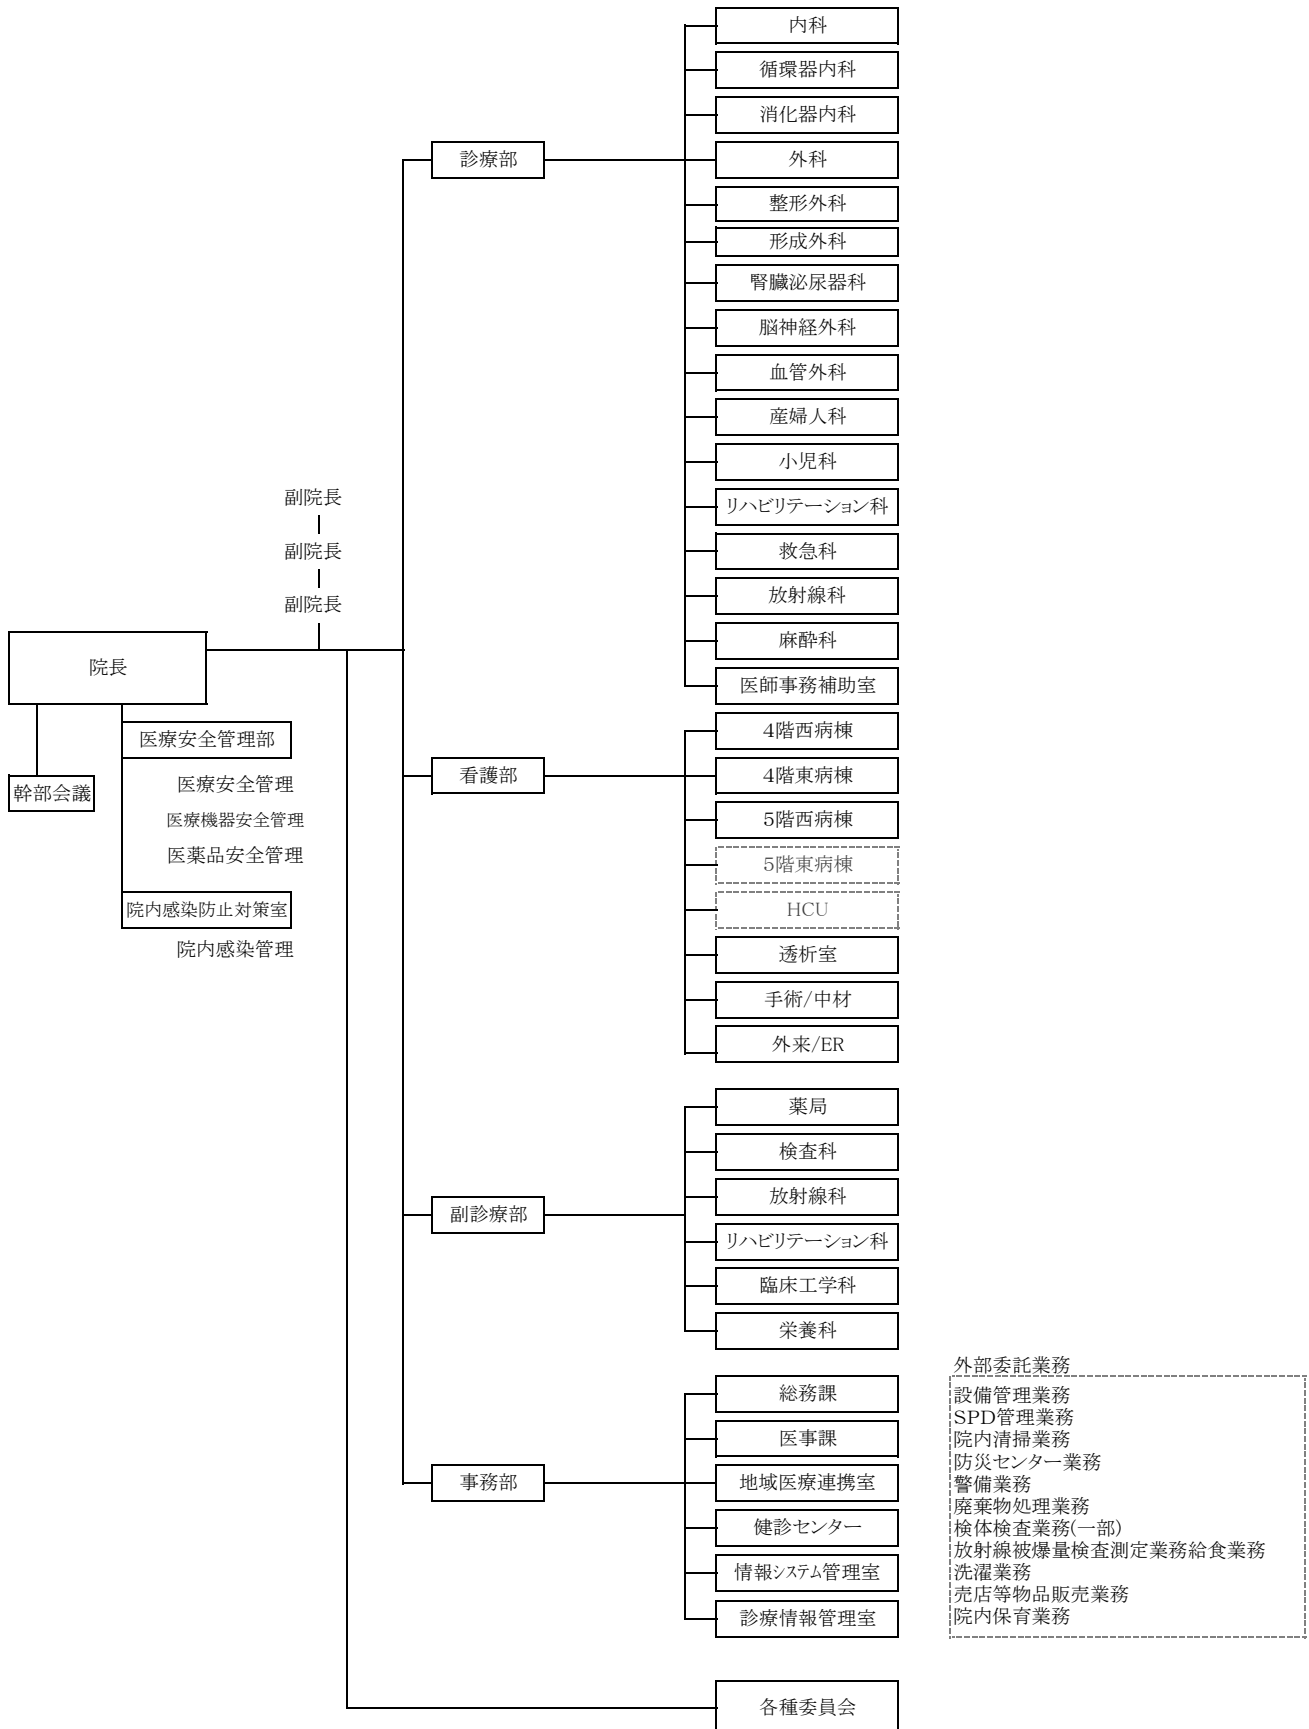 内科
循環器内科
消化器内科
診療部
外科
整形外科
形成外科
腎臓泌尿器科
脳神経外科
血管外科
産婦人科
小児科
リハビリテーション科
救急科
放射線科
麻酔科
医師事務補助室
副院長
副院長
副院長
院長
医療安全管理部
幹部会議
医療安全管理
医療機器安全管理
医薬品安全管理
院内感染防止対策室
院内感染管理
看護部
4階西病棟
4階東病棟
5階西病棟
5階東病棟
HCU
透析室
手術/中材
外来/ER
副診療部
薬局
検査科
放射線科
リハビリテーション科
臨床工学科
栄養科
事務部
総務課
医事課
地域医療連携室
健診センター
情報システム管理室
診療情報管理室
外部委託業務
設備管理業務
SPD管理業務
院内清掃業務
防災センター業務
警備業務
廃棄物処理業務
検体検査業務(一部)
放射線被爆量検査測定業務給食業務
洗濯業務
売店等物品販売業務
院内保育業務
各種委員会